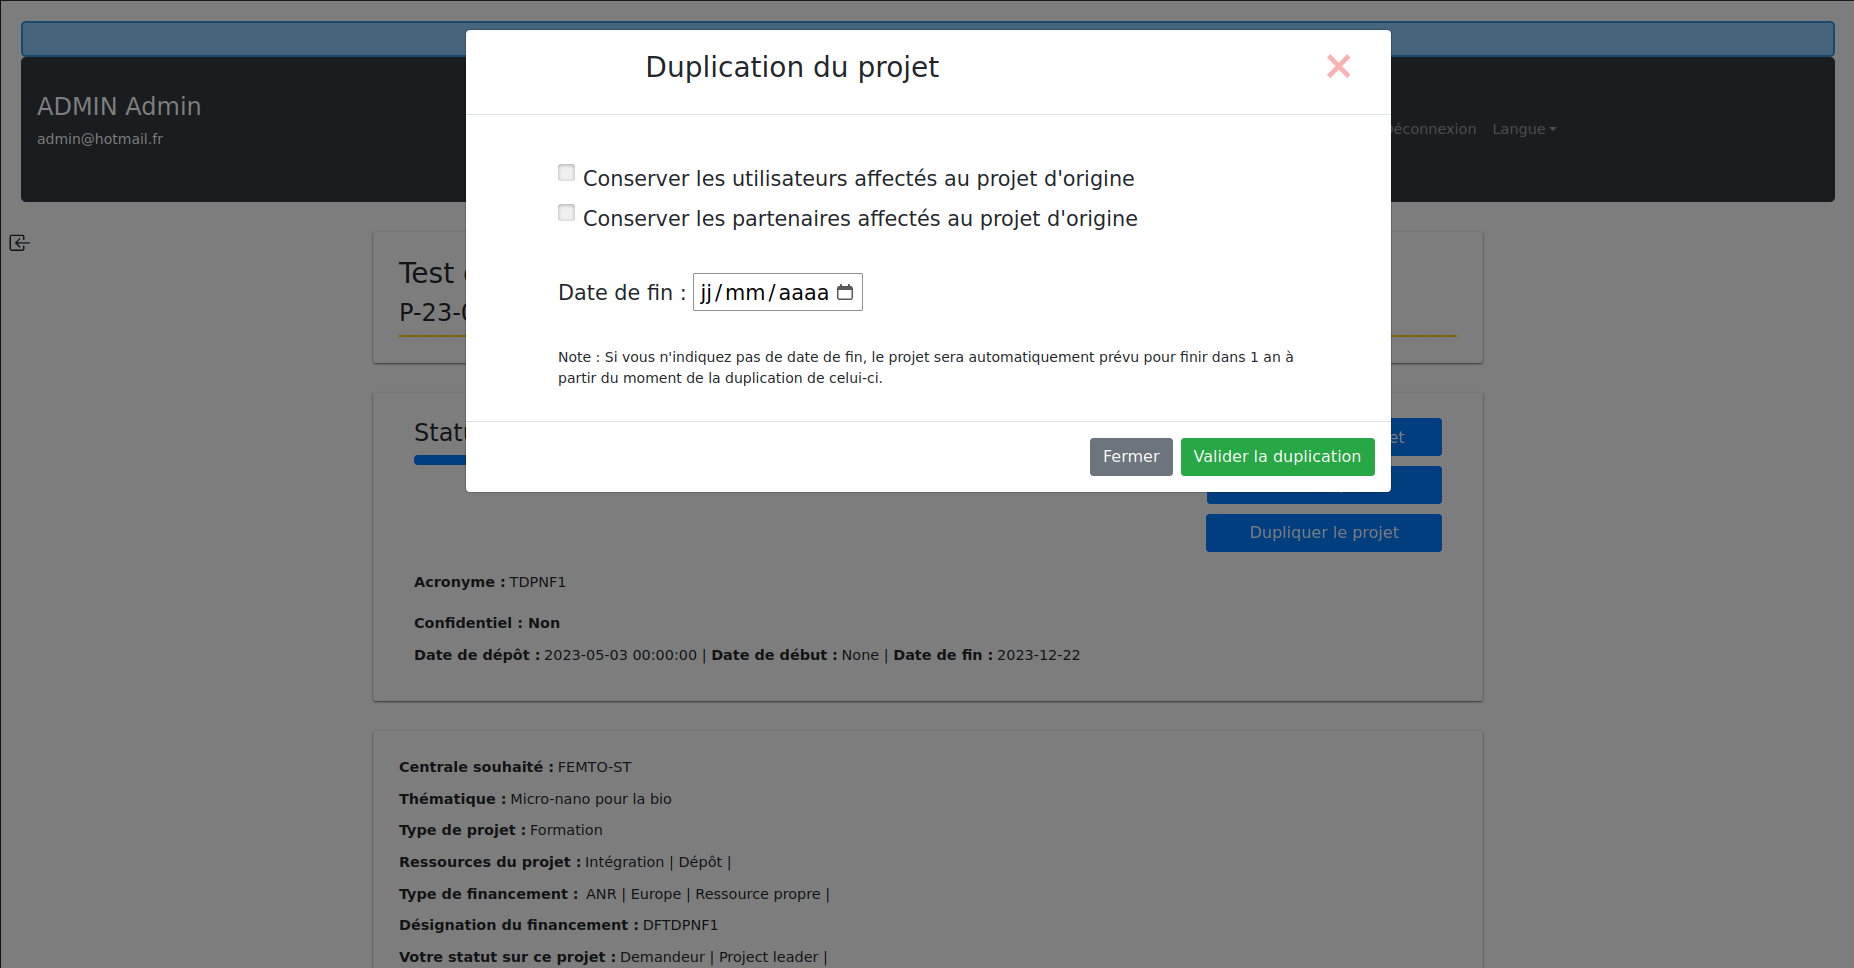 Duplication du projet
ADMIN Admin
admin@hotmail.fr
Déconnexion Langue
Conserver les utilisateurs affectés au projet d'origine
Conserver les partenaires affectés au projet d'origine
Test
P-23-
Date de fin : jj/mm/aaaa
Note : Si vous n'indiquez pas de date de fin, le projet sera automatiquement prévu pour finir dans 1 an à
partir du moment de la duplication de celui-ci.
Fermer Valider la duplication
Dupliquer le projet
Acronyme : TDPNF1
Confidentiel : Non
Date de dépôt : 2023-05-03 00:00:00 | Date de début : None | Date de fin : 2023-12-22
Centrale souhaité : FEMTO-ST
Thématique : Micro-nano pour la bio
Type de projet : Formation
Ressources du projet : Intégration | Dépôt |
Type de financement : ANR | Europe | Ressource propre |
Désignation du financement : DFTDPNF1
Votre statut sur ce projet : Demandeur | Project leader |